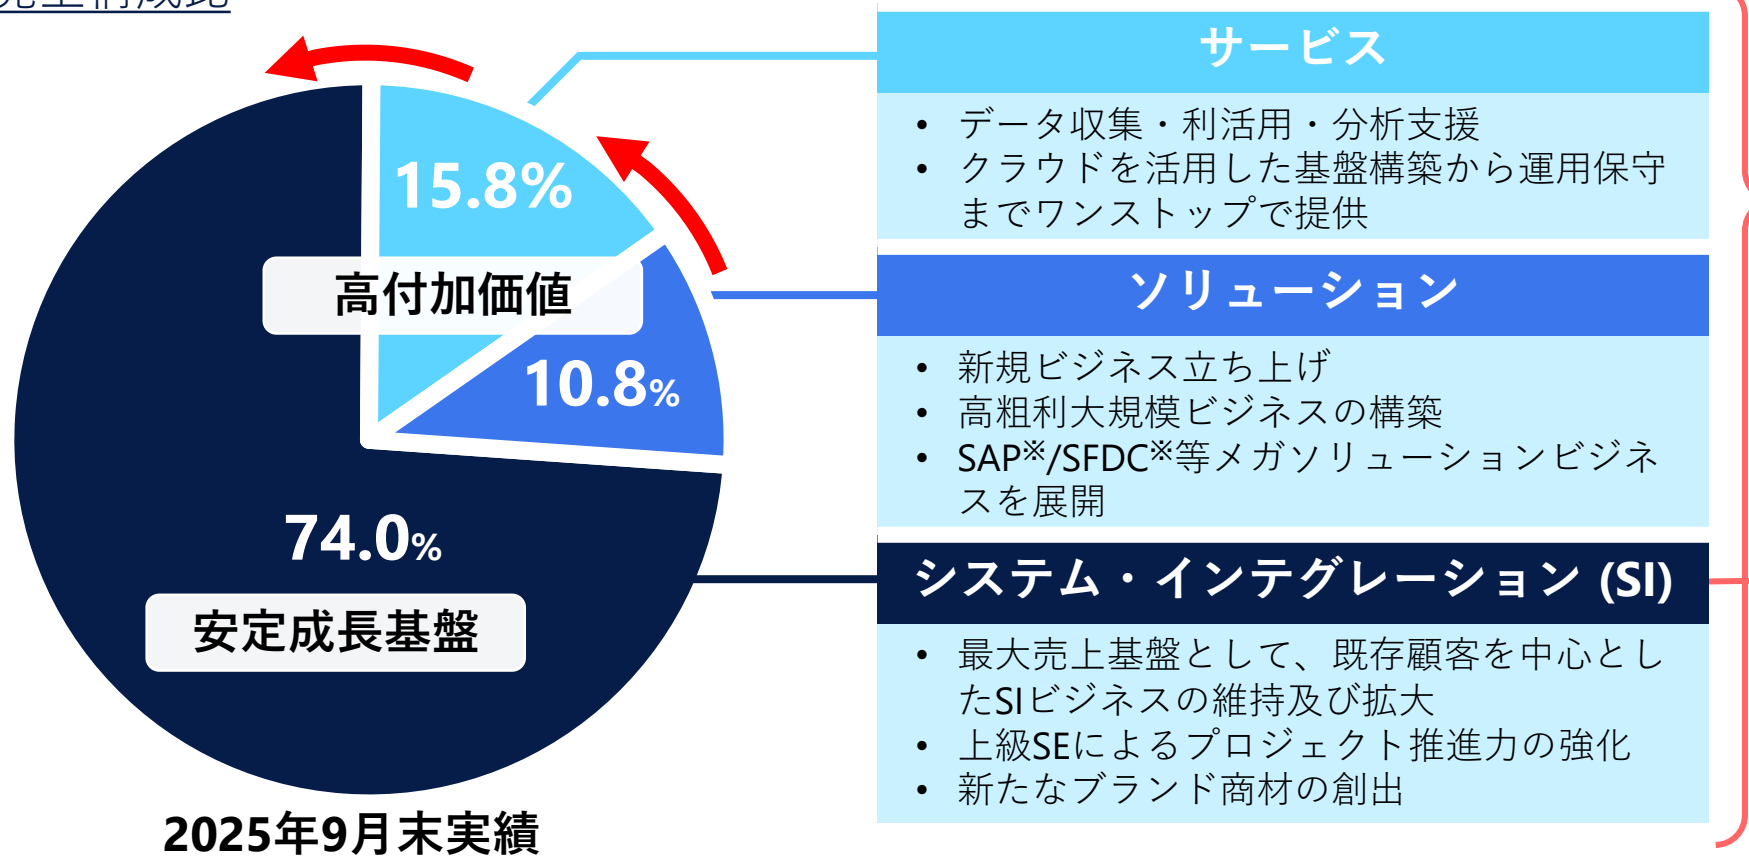 売上構成比
15.8%
高付加価値
10.8%
74.0%
安定成長基盤
2025年9月末実績
サービス
• データ収集・利活用・分析支援
• クラウドを活用した基盤構築から運用保守
までワンストップで提供
ソリューション
• 新規ビジネス立ち上げ
• 高粗利大規模ビジネスの構築
• SAP※/SFDC※等メガソリューションビジネ
スを展開
システム・インテグレーション (SI)
• 最大売上基盤として、既存顧客を中心とし
たSIビジネスの維持及び拡大
• 上級SEによるプロジェクト推進力の強化
• 新たなブランド商材の創出